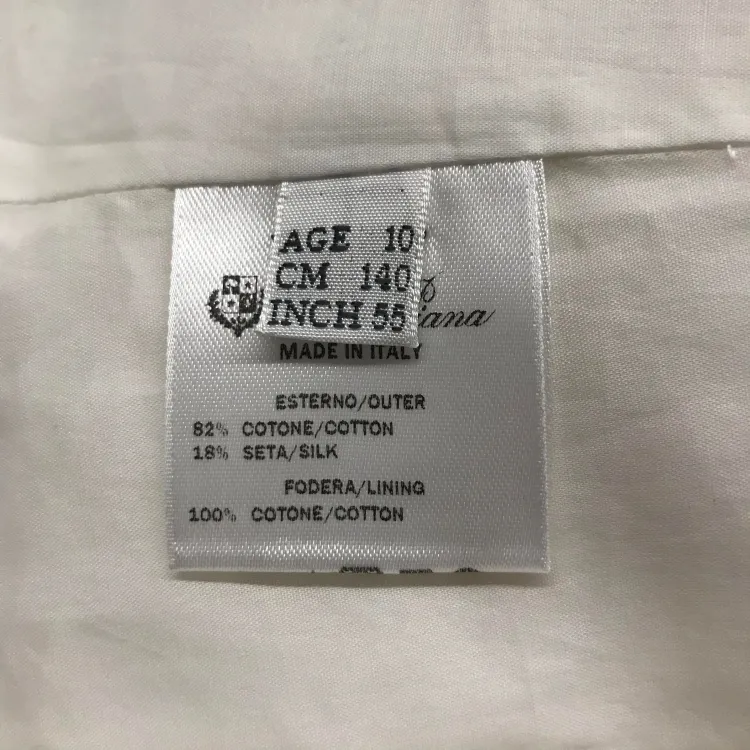 AGE 10
CM 140
INCH 55
MADE IN ITALY
ESTERNO/OUTER
82% COTONE/COTTON
18% SETA/SILK
FODERA/LINING
100% COTONE/COTTON